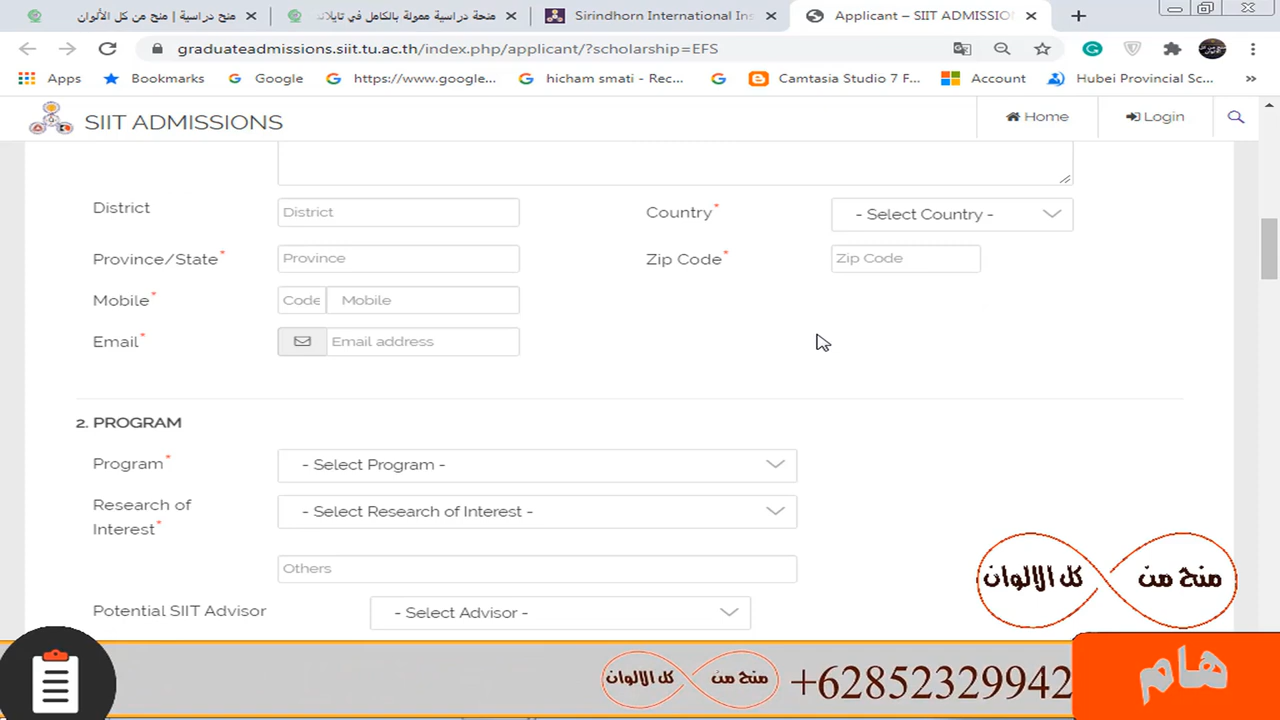 منح دراسية | منح من كل الألوان
منحة دراسية ممولة بالكامل في تايلاند
Sirindhorn International Ins
Applicant – SIIT ADMISSIO
graduateadmissions.siit.tu.ac.th/index.php/applicant/?scholarship=EFS
Apps
Bookmarks
Google
https://www.google...
hicham smati - Rec...
Camtasia Studio 7 F...
Account
Hubei Provincial Sc...
»
SIIT ADMISSIONS
Home
Login
District
District
Country*
- Select Country -
Province/State*
Province
Zip Code*
Zip Code
Mobile*
Code
Mobile
Email*
Email address
2. PROGRAM
Program*
- Select Program -
Research of
Interest*
- Select Research of Interest -
Others
Potential SIIT Advisor
- Select Advisor -
منح من كل الالوان
منح من كل الالوان
+62852329942
هام